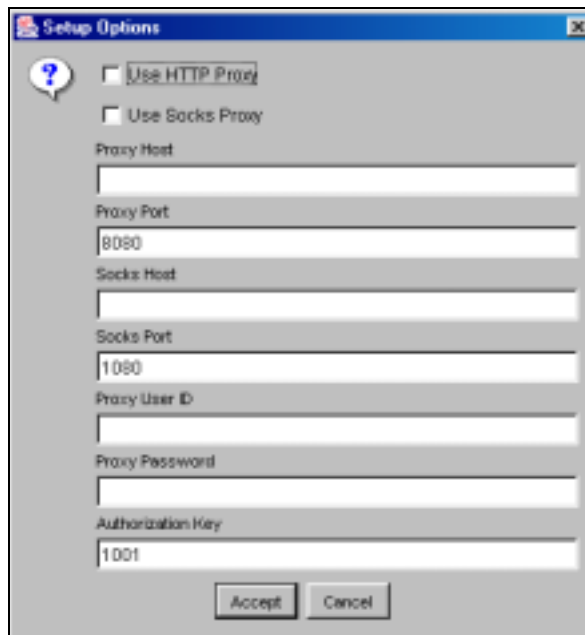 Setup Options
Use HTTP Proxy
Use Socks Proxy
Proxy Host
Proxy Port
8080
Socks Host
Socks Port
1080
Proxy User ID
Proxy Password
Authorization Key
1001
Accept Cancel